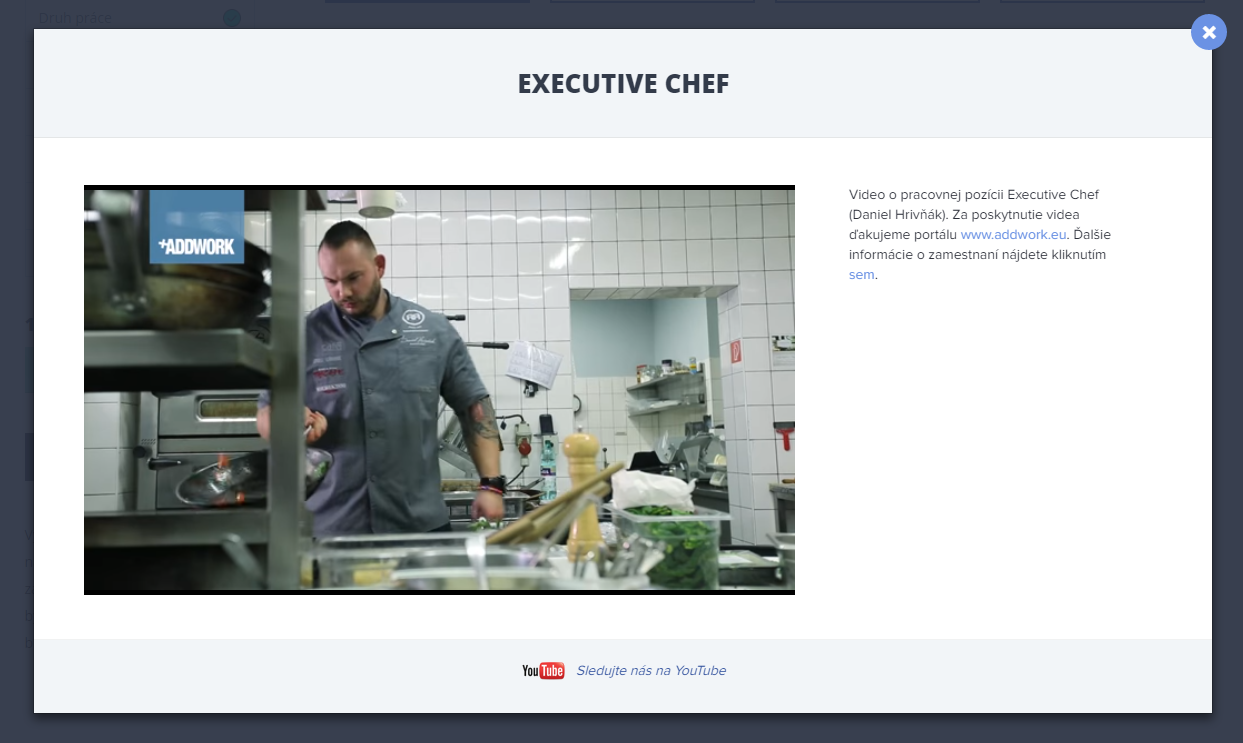 Druh práce
EXECUTIVE CHEF
+ADDWORK
Video o pracovnej pozícii Executive Chef
(Daniel Hrivňák). Za poskytnutie videa
ďakujeme portálu www.addwork.eu. Ďalšie
informácie o zamestnaní nájdete kliknutím
sem.
YouTube Sledujte nás na YouTube